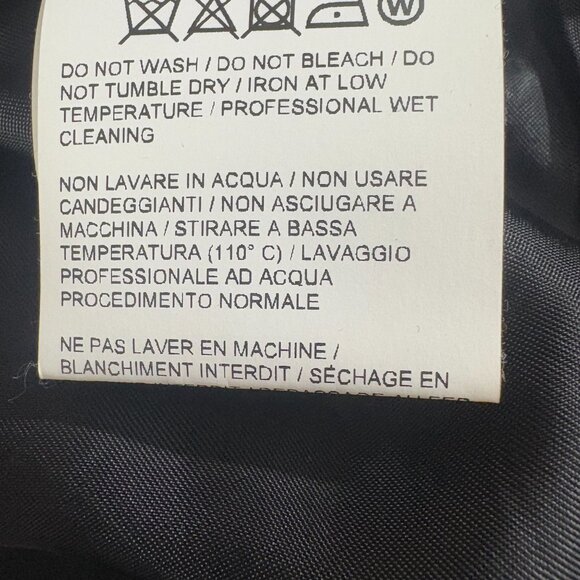 W
DO NOT WASH / DO NOT BLEACH / DO
NOT TUMBLE DRY / IRON AT LOW
TEMPERATURE / PROFESSIONAL WET
CLEANING
NON LAVARE IN ACQUA / NON USARE
CANDEGGIANTI / NON ASCIUGARE A
MACCHINA / STIRARE A BASSA
TEMPERATURA (110° C) / LAVAGGIO
PROFESSIONALE AD ACQUA
PROCEDIMENTO NORMALE
NE PAS LAVER EN MACHINE /
BLANCHIMENT INTERDIT / SÉCHAGE EN